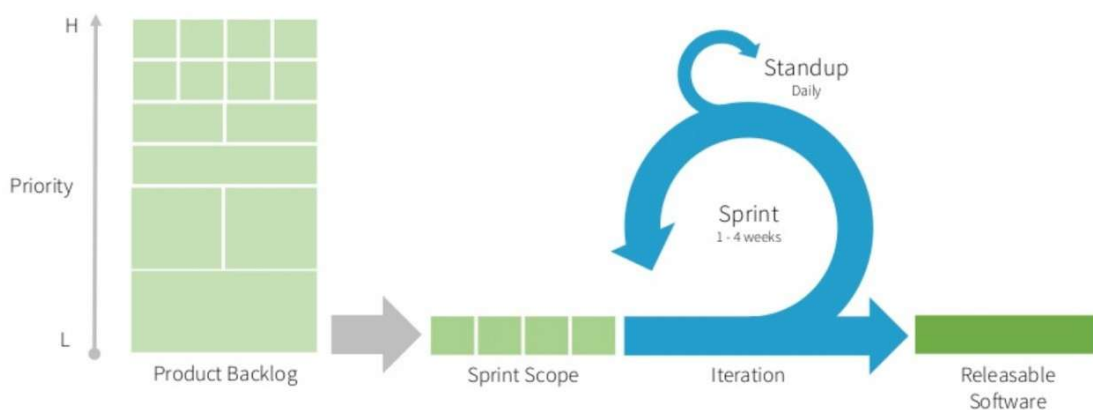 H
Priority
L
Product Backlog
Sprint Scope
Standup
Daily
Sprint
1 - 4 weeks
Iteration
Releasable
Software